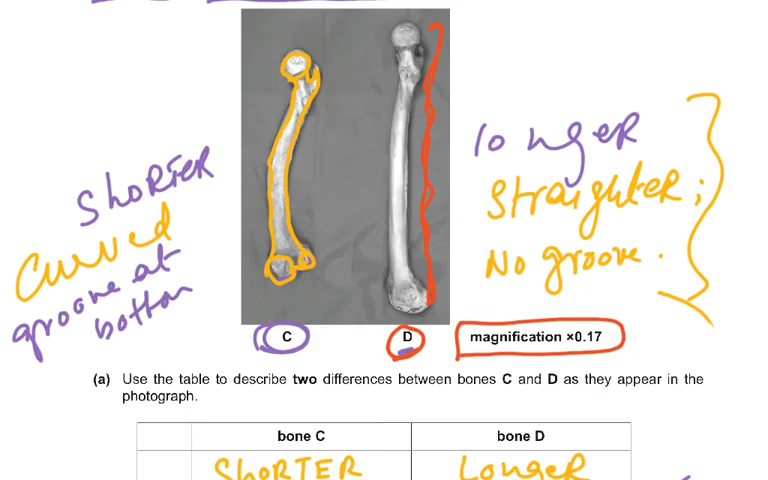 ShoRTER
Curved
groove at
bottom
longer
Straighter;
No groove.
C
D
magnification ×0.17
(a) Use the table to describe two differences between bones C and D as they appear in the
photograph.
bone C
bone D
ShoRTER
Longer